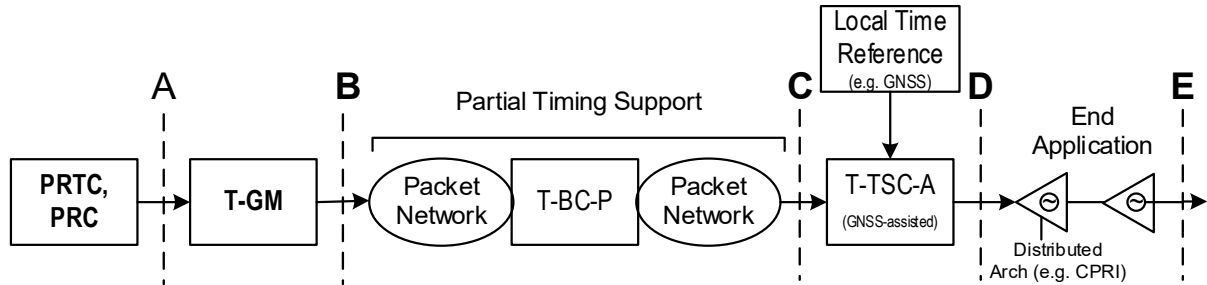 Local Time
Reference
(e.g. GNSS)
A
B
C
D
E
Partial Timing Support
End
Application
PRTC,
PRC
T-GM
Packet
Network
T-BC-P
Packet
Network
T-TSC-A
(GNSS-assisted)
Distributed
Arch (e.g. CPRI)